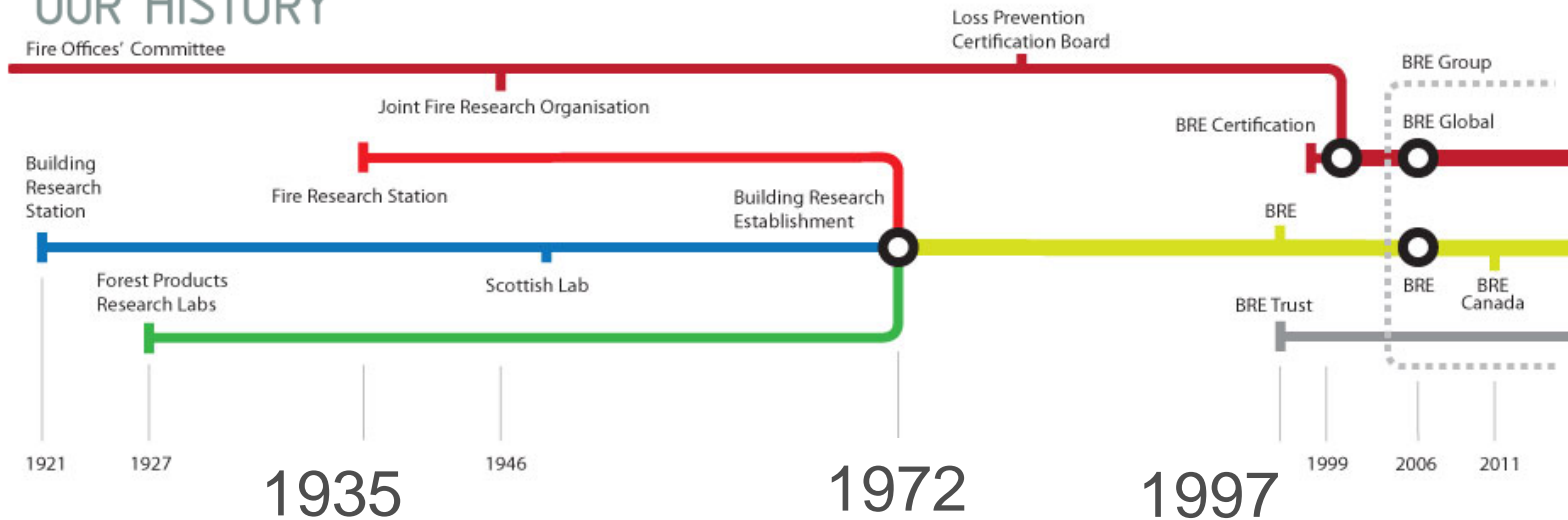 OUR HISTORY
Fire Offices' Committee
Loss Prevention
Certification Board
BRE Group
Joint Fire Research Organisation
BRE Certification
BRE Global
Building
Research
Station
Fire Research Station
Building Research
Establishment
BRE
Forest Products
Research Labs
Scottish Lab
BRE
BRE
Canada
BRE Trust
1921
1927
1935
1946
1972
1997
1999
2006
2011